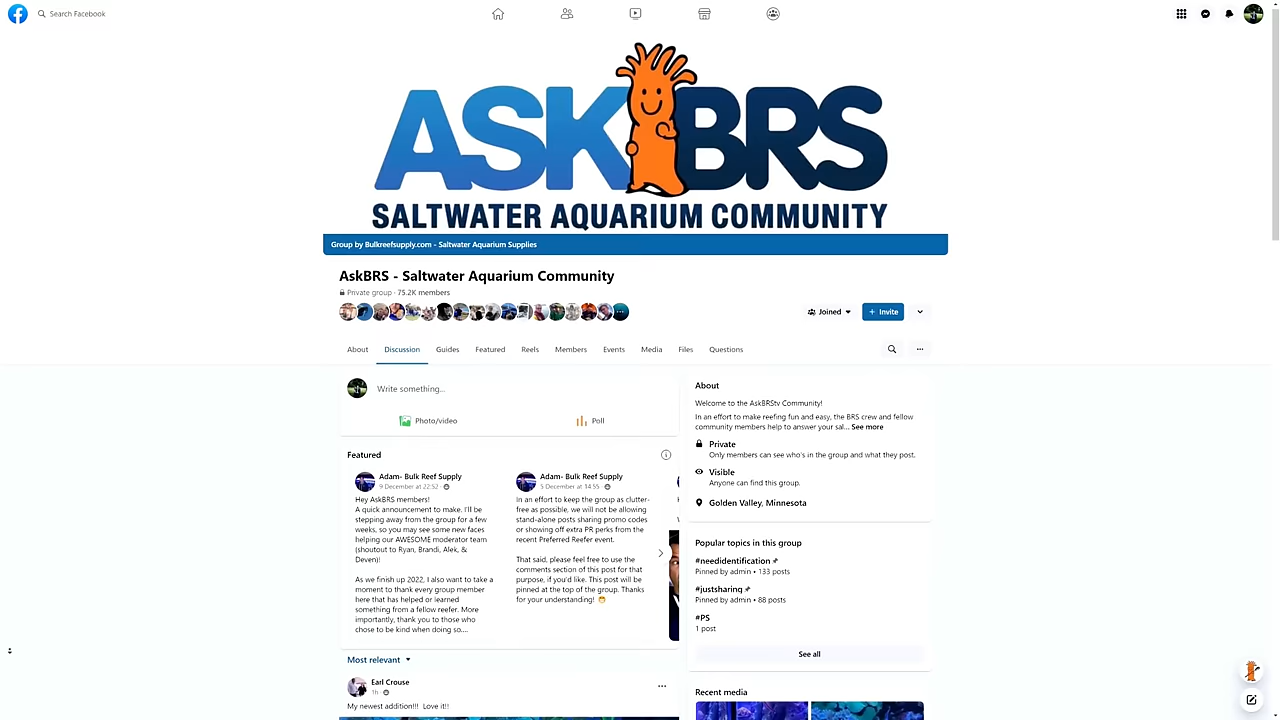 Search Facebook
ASK BRS
SALTWATER AQUARIUM COMMUNITY
Group by Bulkreefsupply.com - Saltwater Aquarium Supplies
AskBRS - Saltwater Aquarium Community
Private group · 75.2K members
Joined
+ Invite
About
Discussion
Guides
Featured
Reels
Members
Events
Media
Files
Questions
Write something...
Photo/video
Poll
Featured
Adam- Bulk Reef Supply
9 December at 22:52 ·
Hey AskBRS members!
A quick announcement to make. I'll be
stepping away from the group for a few
weeks, so you may see some new faces
helping our AWESOME moderator team
(shoutout to Ryan, Brandi, Alek, &
Deven)!
As we finish up 2022, I also want to take a
moment to thank every group member
here that has helped or learned
something from a fellow reefer. More
importantly, thank you to those who
chose to be kind when doing so....
Adam- Bulk Reef Supply
5 December at 14:55 ·
In an effort to keep the group as clutter-
free as possible, we will not be allowing
stand-alone posts sharing promo codes
or showing off extra PR perks from the
recent Preferred Reefer event.
That said, please feel free to use the
comments section of this post for that
purpose, if you'd like. This post will be
pinned at the top of the group. Thanks
for your understanding! 😁
Most relevant
Earl Crouse
1h ·
My newest addition!!! Love it!!
About
Welcome to the AskBRStv Community!
In an effort to make reefing fun and easy, the BRS crew and fellow
community members help to answer your sal... See more
Private
Only members can see who's in the group and what they post.
Visible
Anyone can find this group.
Golden Valley, Minnesota
Popular topics in this group
#needidentification
Pinned by admin • 133 posts
#justsharing
Pinned by admin • 88 posts
#PS
1 post
See all
Recent media